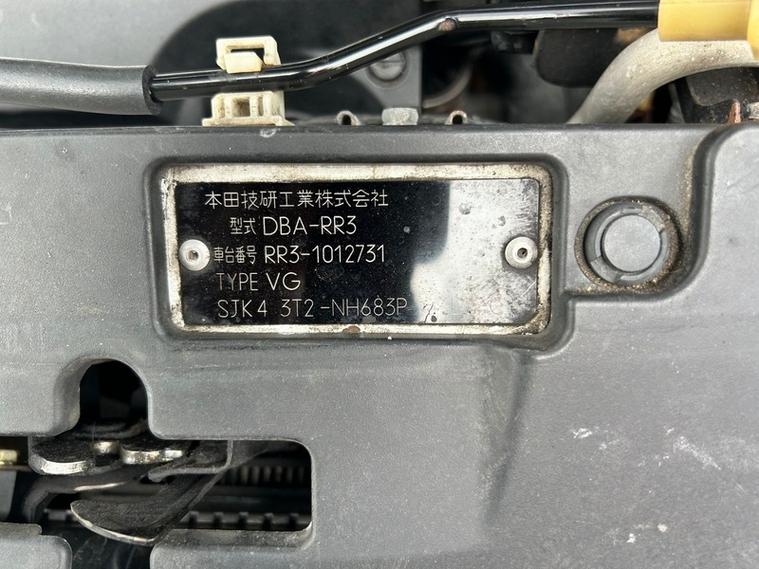 本田技研工業株式会社
型式 DBA-RR3
車台番号 RR3-1012731
TYPE VG
SJK4 3T2-NH683P